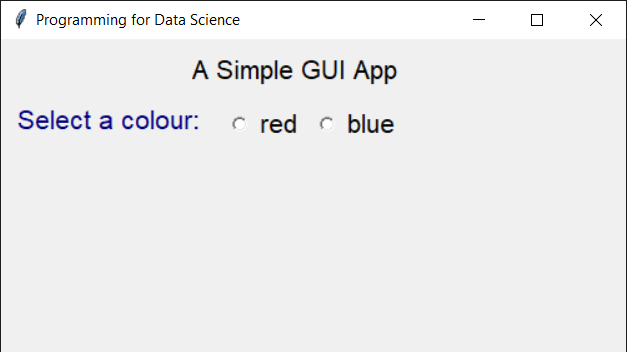 Programming for Data Science
A Simple GUI App
Select a colour: red blue